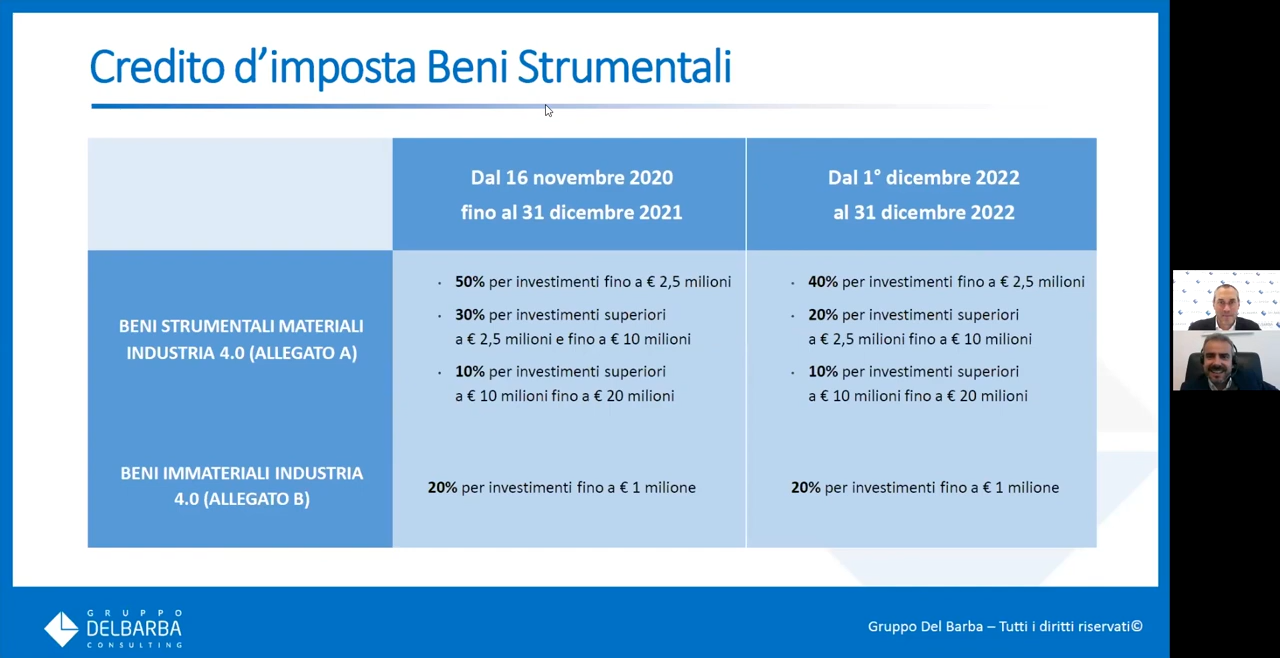 Credito d’imposta Beni Strumentali
Dal 16 novembre 2020
fino al 31 dicembre 2021
Dal 1° dicembre 2022
al 31 dicembre 2022
BENI STRUMENTALI MATERIALI
INDUSTRIA 4.0 (ALLEGATO A)
· 50% per investimenti fino a € 2,5 milioni
· 30% per investimenti superiori
a € 2,5 milioni e fino a € 10 milioni
· 10% per investimenti superiori
a € 10 milioni fino a € 20 milioni
· 40% per investimenti fino a € 2,5 milioni
· 20% per investimenti superiori
a € 2,5 milioni fino a € 10 milioni
· 10% per investimenti superiori
a € 10 milioni fino a € 20 milioni
BENI IMMATERIALI INDUSTRIA
4.0 (ALLEGATO B)
20% per investimenti fino a € 1 milione
20% per investimenti fino a € 1 milione
GRUPPO
DELBARBA
CONSULTING
Gruppo Del Barba – Tutti i diritti riservati©